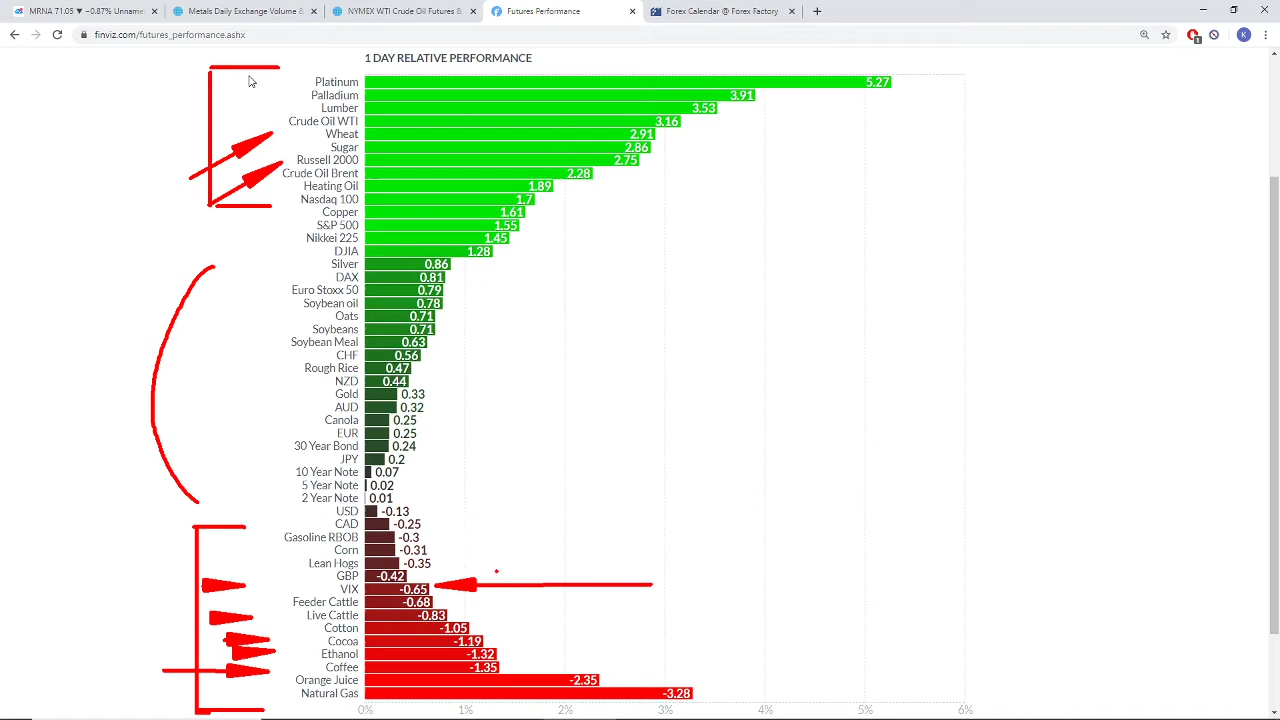 MRNA 71.05 ▼ -0.87% Unnam
Metals Daily Exchange Volume &
NYMEX WTI Crude Oil Futures &
Futures Performance
Forex Calendar @ Forex Factory
finviz.com/futures_performance.ashx
1
K
1 DAY RELATIVE PERFORMANCE
Platinum 5.27
Palladium 3.91
Lumber 3.53
Crude Oil WTI 3.16
Wheat 2.91
Sugar 2.86
Russell 2000 2.75
Crude Oil Brent 2.28
Heating Oil 1.89
Nasdaq 100 1.7
Copper 1.61
S&P 500 1.55
Nikkei 225 1.45
DJIA 1.28
Silver 0.86
DAX 0.81
Euro Stoxx 50 0.79
Soybean oil 0.78
Oats 0.71
Soybeans 0.71
Soybean Meal 0.63
CHF 0.56
Rough Rice 0.47
NZD 0.44
Gold 0.33
AUD 0.32
Canola 0.25
EUR 0.25
30 Year Bond 0.24
JPY 0.2
10 Year Note 0.07
5 Year Note 0.02
2 Year Note 0.01
USD -0.13
CAD -0.25
Gasoline RBOB -0.3
Corn -0.31
Lean Hogs -0.35
GBP -0.42
VIX -0.65
Feeder Cattle -0.68
Live Cattle -0.83
Cotton -1.05
Cocoa -1.19
Ethanol -1.32
Coffee -1.35
Orange Juice -2.35
Natural Gas -3.28
0% 1% 2% 3% 4% 5% 6%